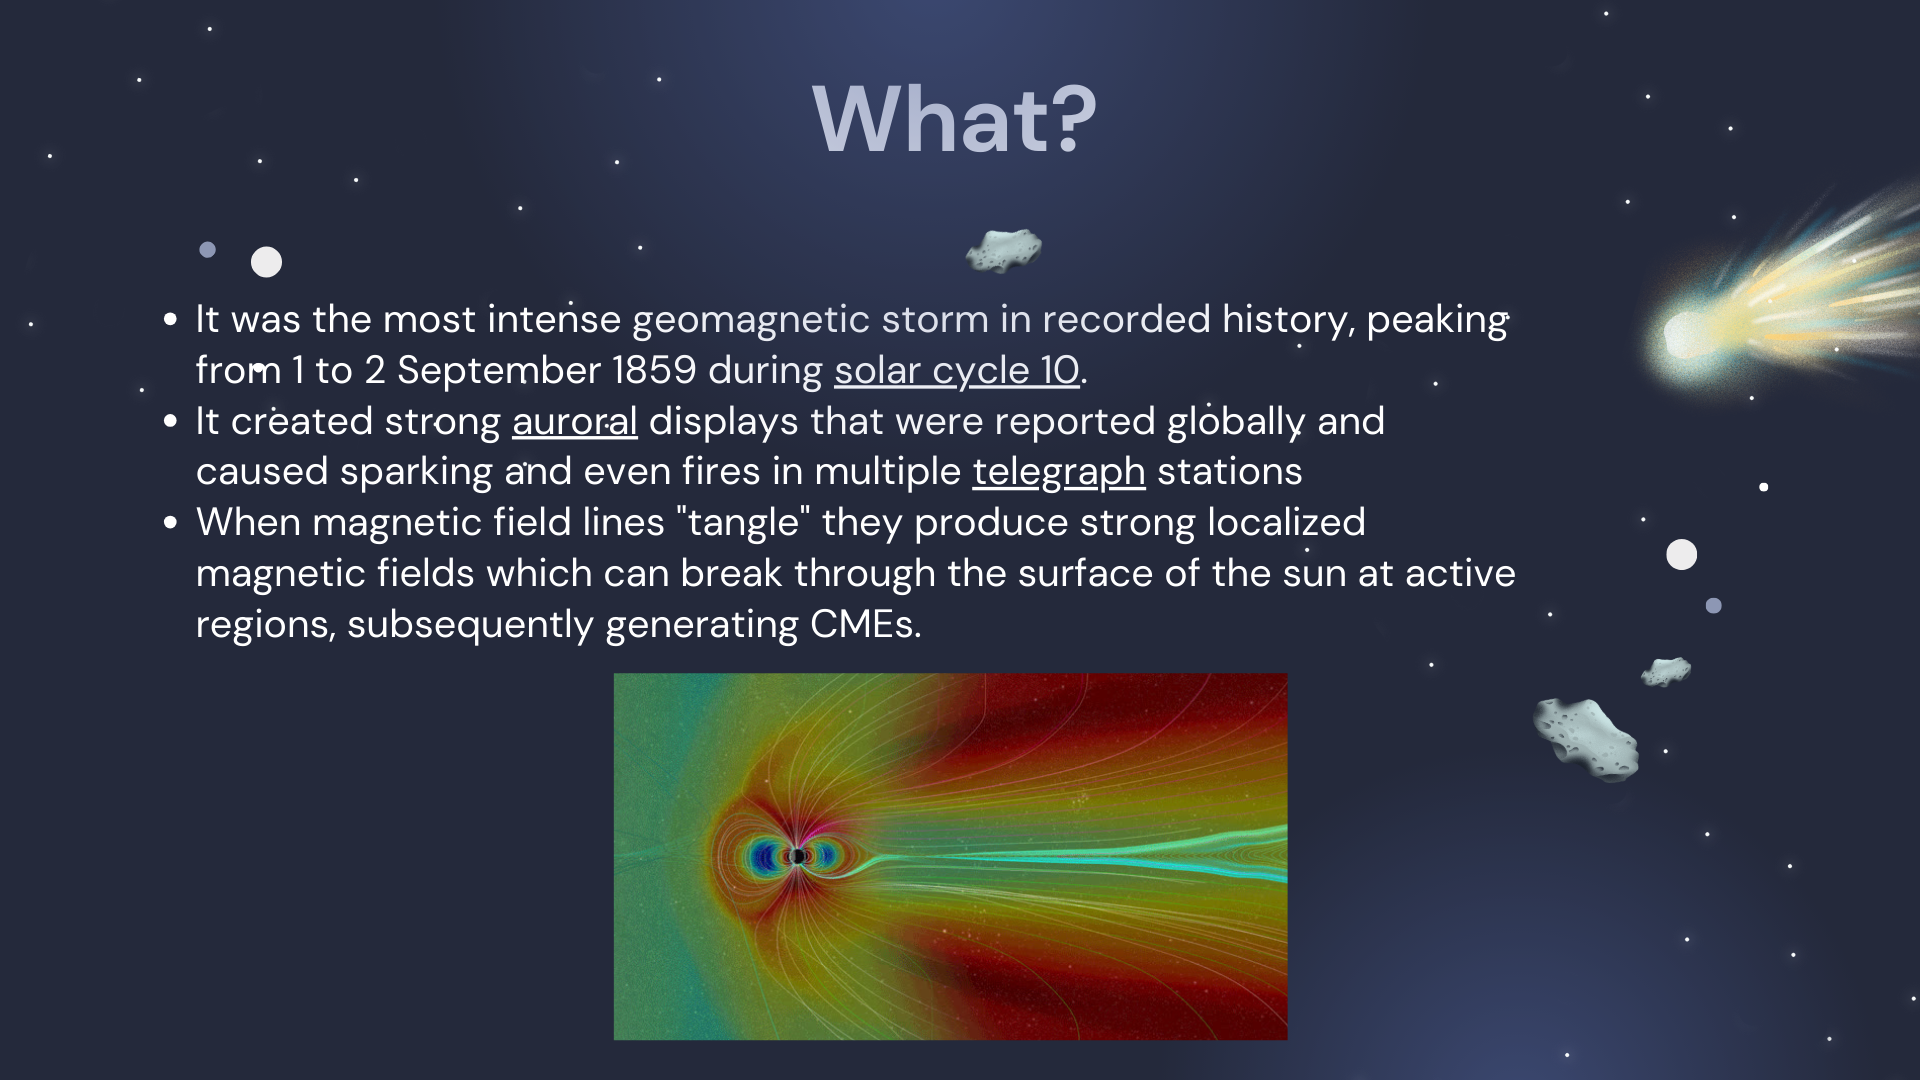 What?
• It was the most intense geomagnetic storm in recorded history, peaking
from 1 to 2 September 1859 during solar cycle 10.
• It created strong auroral displays that were reported globally and
caused sparking and even fires in multiple telegraph stations
• When magnetic field lines "tangle" they produce strong localized
magnetic fields which can break through the surface of the sun at active
regions, subsequently generating CMEs.